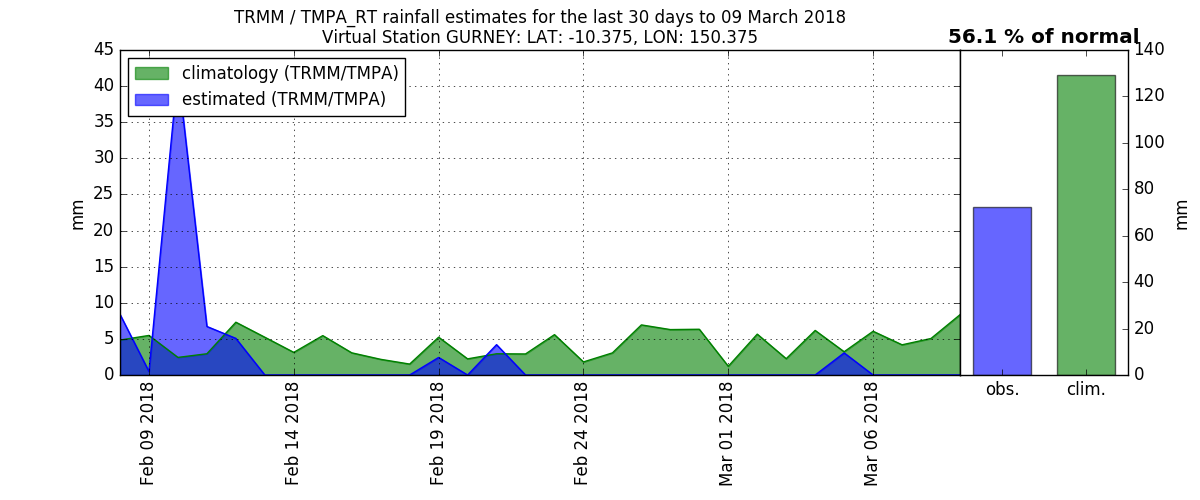 TRMM / TMPA_RT rainfall estimates for the last 30 days to 09 March 2018
Virtual Station GURNEY: LAT: -10.375, LON: 150.375
56.1 % of normal
climatology (TRMM/TMPA)
estimated (TRMM/TMPA)
mm
45
40
35
30
25
20
15
10
5
0
Feb 09 2018
Feb 14 2018
Feb 19 2018
Feb 24 2018
Mar 01 2018
Mar 06 2018
obs.
clim.
140
120
100
80
60
40
20
0
mm